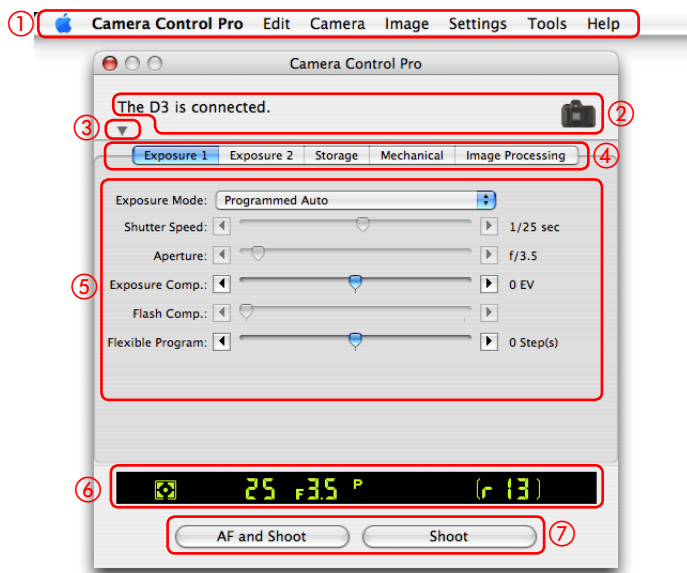 ① Camera Control Pro Edit Camera Image Settings Tools Help
Camera Control Pro
The D3 is connected.
②
③
Exposure 1 Exposure 2 Storage Mechanical Image Processing ④
⑤
Exposure Mode: Programmed Auto
Shutter Speed: 1/25 sec
Aperture: f/3.5
Exposure Comp.: 0 EV
Flash Comp.:
Flexible Program: 0 Step(s)
⑥ 25 F3.5 P (r 13)
AF and Shoot Shoot ⑦